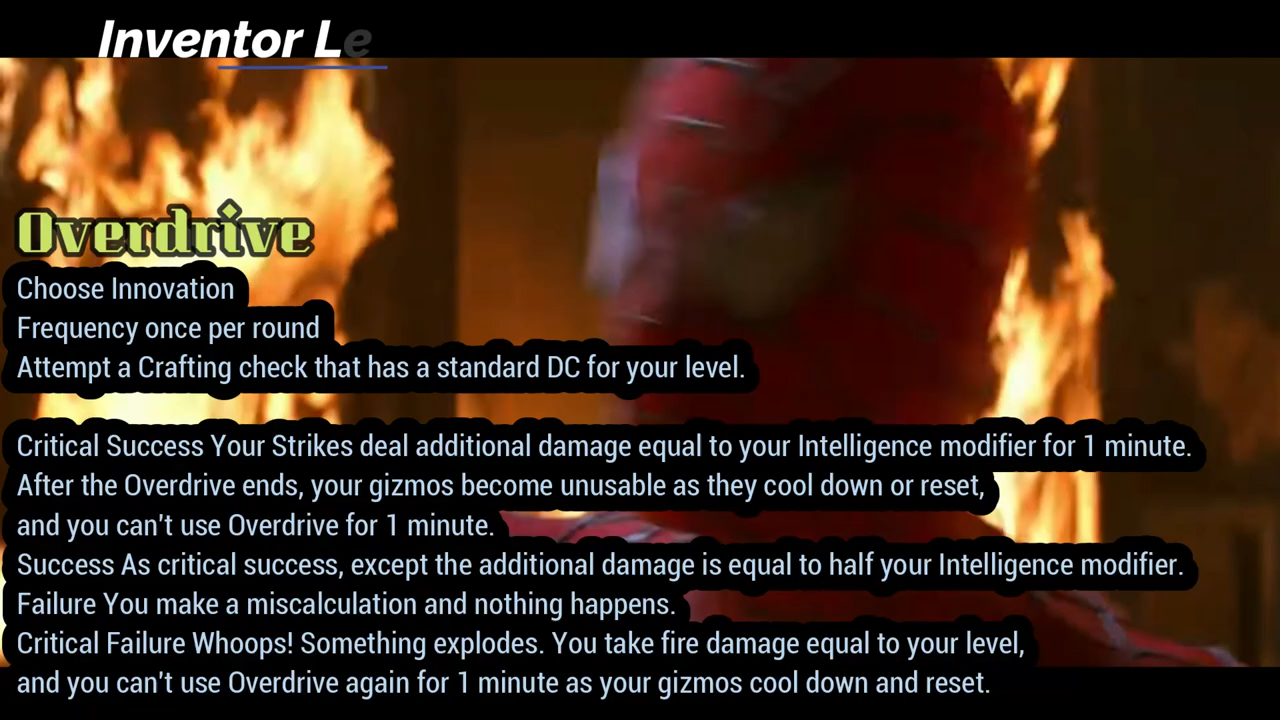 Inventor Le
Overdrive
Choose Innovation
Frequency once per round
Attempt a Crafting check that has a standard DC for your level.
Critical Success Your Strikes deal additional damage equal to your Intelligence modifier for 1 minute.
After the Overdrive ends, your gizmos become unusable as they cool down or reset,
and you can't use Overdrive for 1 minute.
Success As critical success, except the additional damage is equal to half your Intelligence modifier.
Failure You make a miscalculation and nothing happens.
Critical Failure Whoops! Something explodes. You take fire damage equal to your level,
and you can't use Overdrive again for 1 minute as your gizmos cool down and reset.